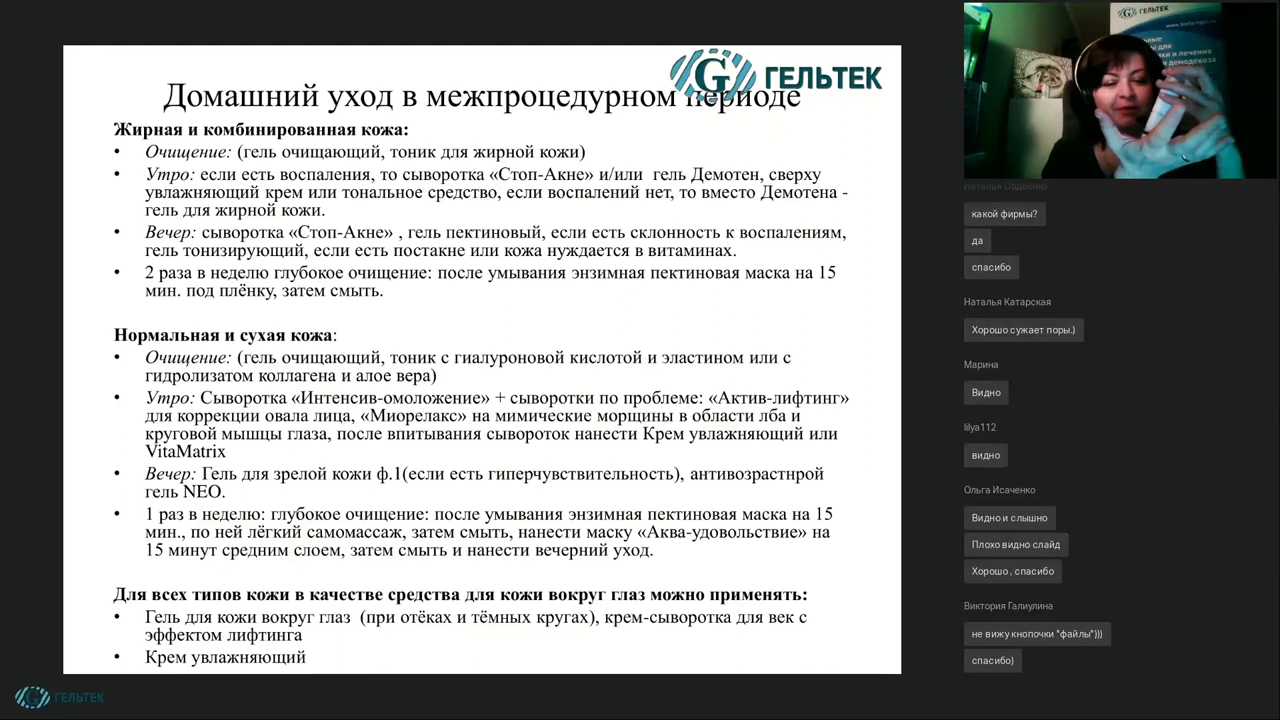 ГЕЛЬТЕК
Домашний уход в межпроцедурном периоде
Жирная и комбинированная кожа:
• Очищение: (гель очищающий, тоник для жирной кожи)
• Утро: если есть воспаления, то сыворотка «Стоп-Акне» и/или гель Демотен, сверху
увлажняющий крем или тональное средство, если воспалений нет, то вместо Демотена -
гель для жирной кожи.
• Вечер: сыворотка «Стоп-Акне» , гель пектиновый, если есть склонность к воспалениям,
гель тонизирующий, если есть постакне или кожа нуждается в витаминах.
• 2 раза в неделю глубокое очищение: после умывания энзимная пектиновая маска на 15
мин. под плёнку, затем смыть.
Нормальная и сухая кожа:
• Очищение: (гель очищающий, тоник с гиалуроновой кислотой и эластином или с
гидролизатом коллагена и алое вера)
• Утро: Сыворотка «Интенсив-омоложение» + сыворотки по проблеме: «Актив-лифтинг»
для коррекции овала лица, «Миорелакс» на мимические морщины в области лба и
круговой мышцы глаза, после впитывания сывороток нанести Крем увлажняющий или
VitaMatrix
• Вечер: Гель для зрелой кожи ф.1(если есть гиперчувствительность), антивозрастнрой
гель NEO.
• 1 раз в неделю: глубокое очищение: после умывания энзимная пектиновая маска на 15
мин., по ней лёгкий самомассаж, затем смыть, нанести маску «Аква-удовольствие» на
15 минут средним слоем, затем смыть и нанести вечерний уход.
Для всех типов кожи в качестве средства для кожи вокруг глаз можно применять:
• Гель для кожи вокруг глаз (при отёках и тёмных кругах), крем-сыворотка для век с
эффектом лифтинга
• Крем увлажняющий
ГЕЛЬТЕК
ГЕЛЬТЕК
Наталья Овдеенко
какой фирмы?
да
спасибо
Наталья Катарская
Хорошо сужает поры.)
Марина
Видно
lilya112
видно
Ольга Исаченко
Видно и слышно
Плохо видно слайд
Хорошо , спасибо
Виктория Галиулина
не вижу кнопочки "файлы")))
спасибо)